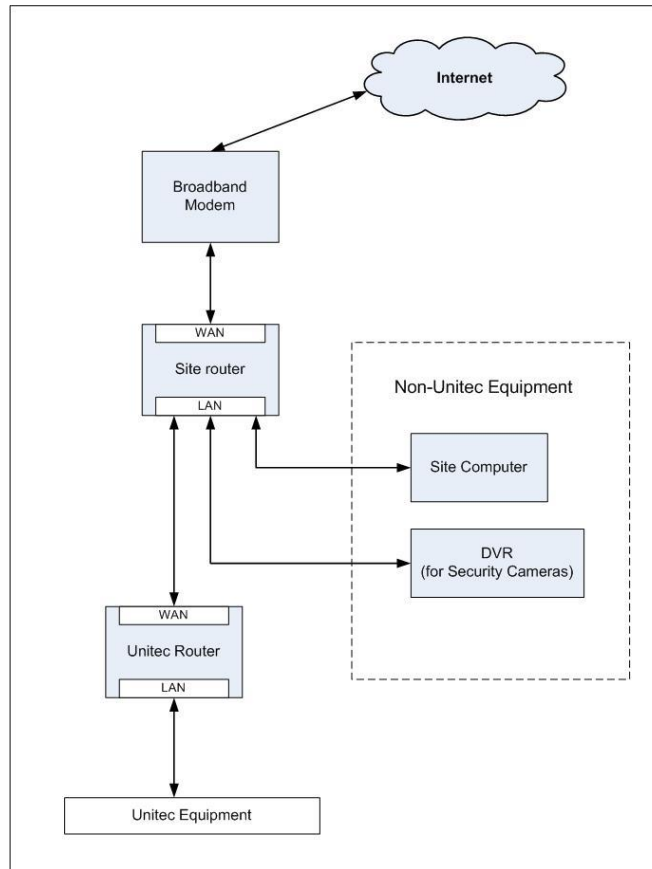 Internet
Broadband
Modem
WAN
Site router
LAN
Non-Unitec Equipment
Site Computer
DVR
(for Security Cameras)
WAN
Unitec Router
LAN
Unitec Equipment